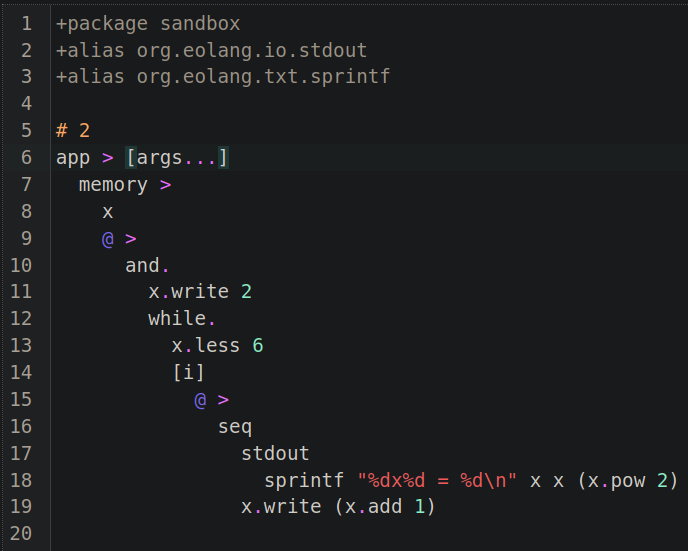 1 +package sandbox
2 +alias org.eolang.io.stdout
3 +alias org.eolang.txt.sprintf
4
5 # 2
6 app > [args...]
7   memory >
8     x
9     @ >
10       and.
11         x.write 2
12         while.
13           x.less 6
14           [i]
15             @ >
16               seq
17                 stdout
18                   sprintf "%dx%d = %d\n" x x (x.pow 2)
19                 x.write (x.add 1)
20